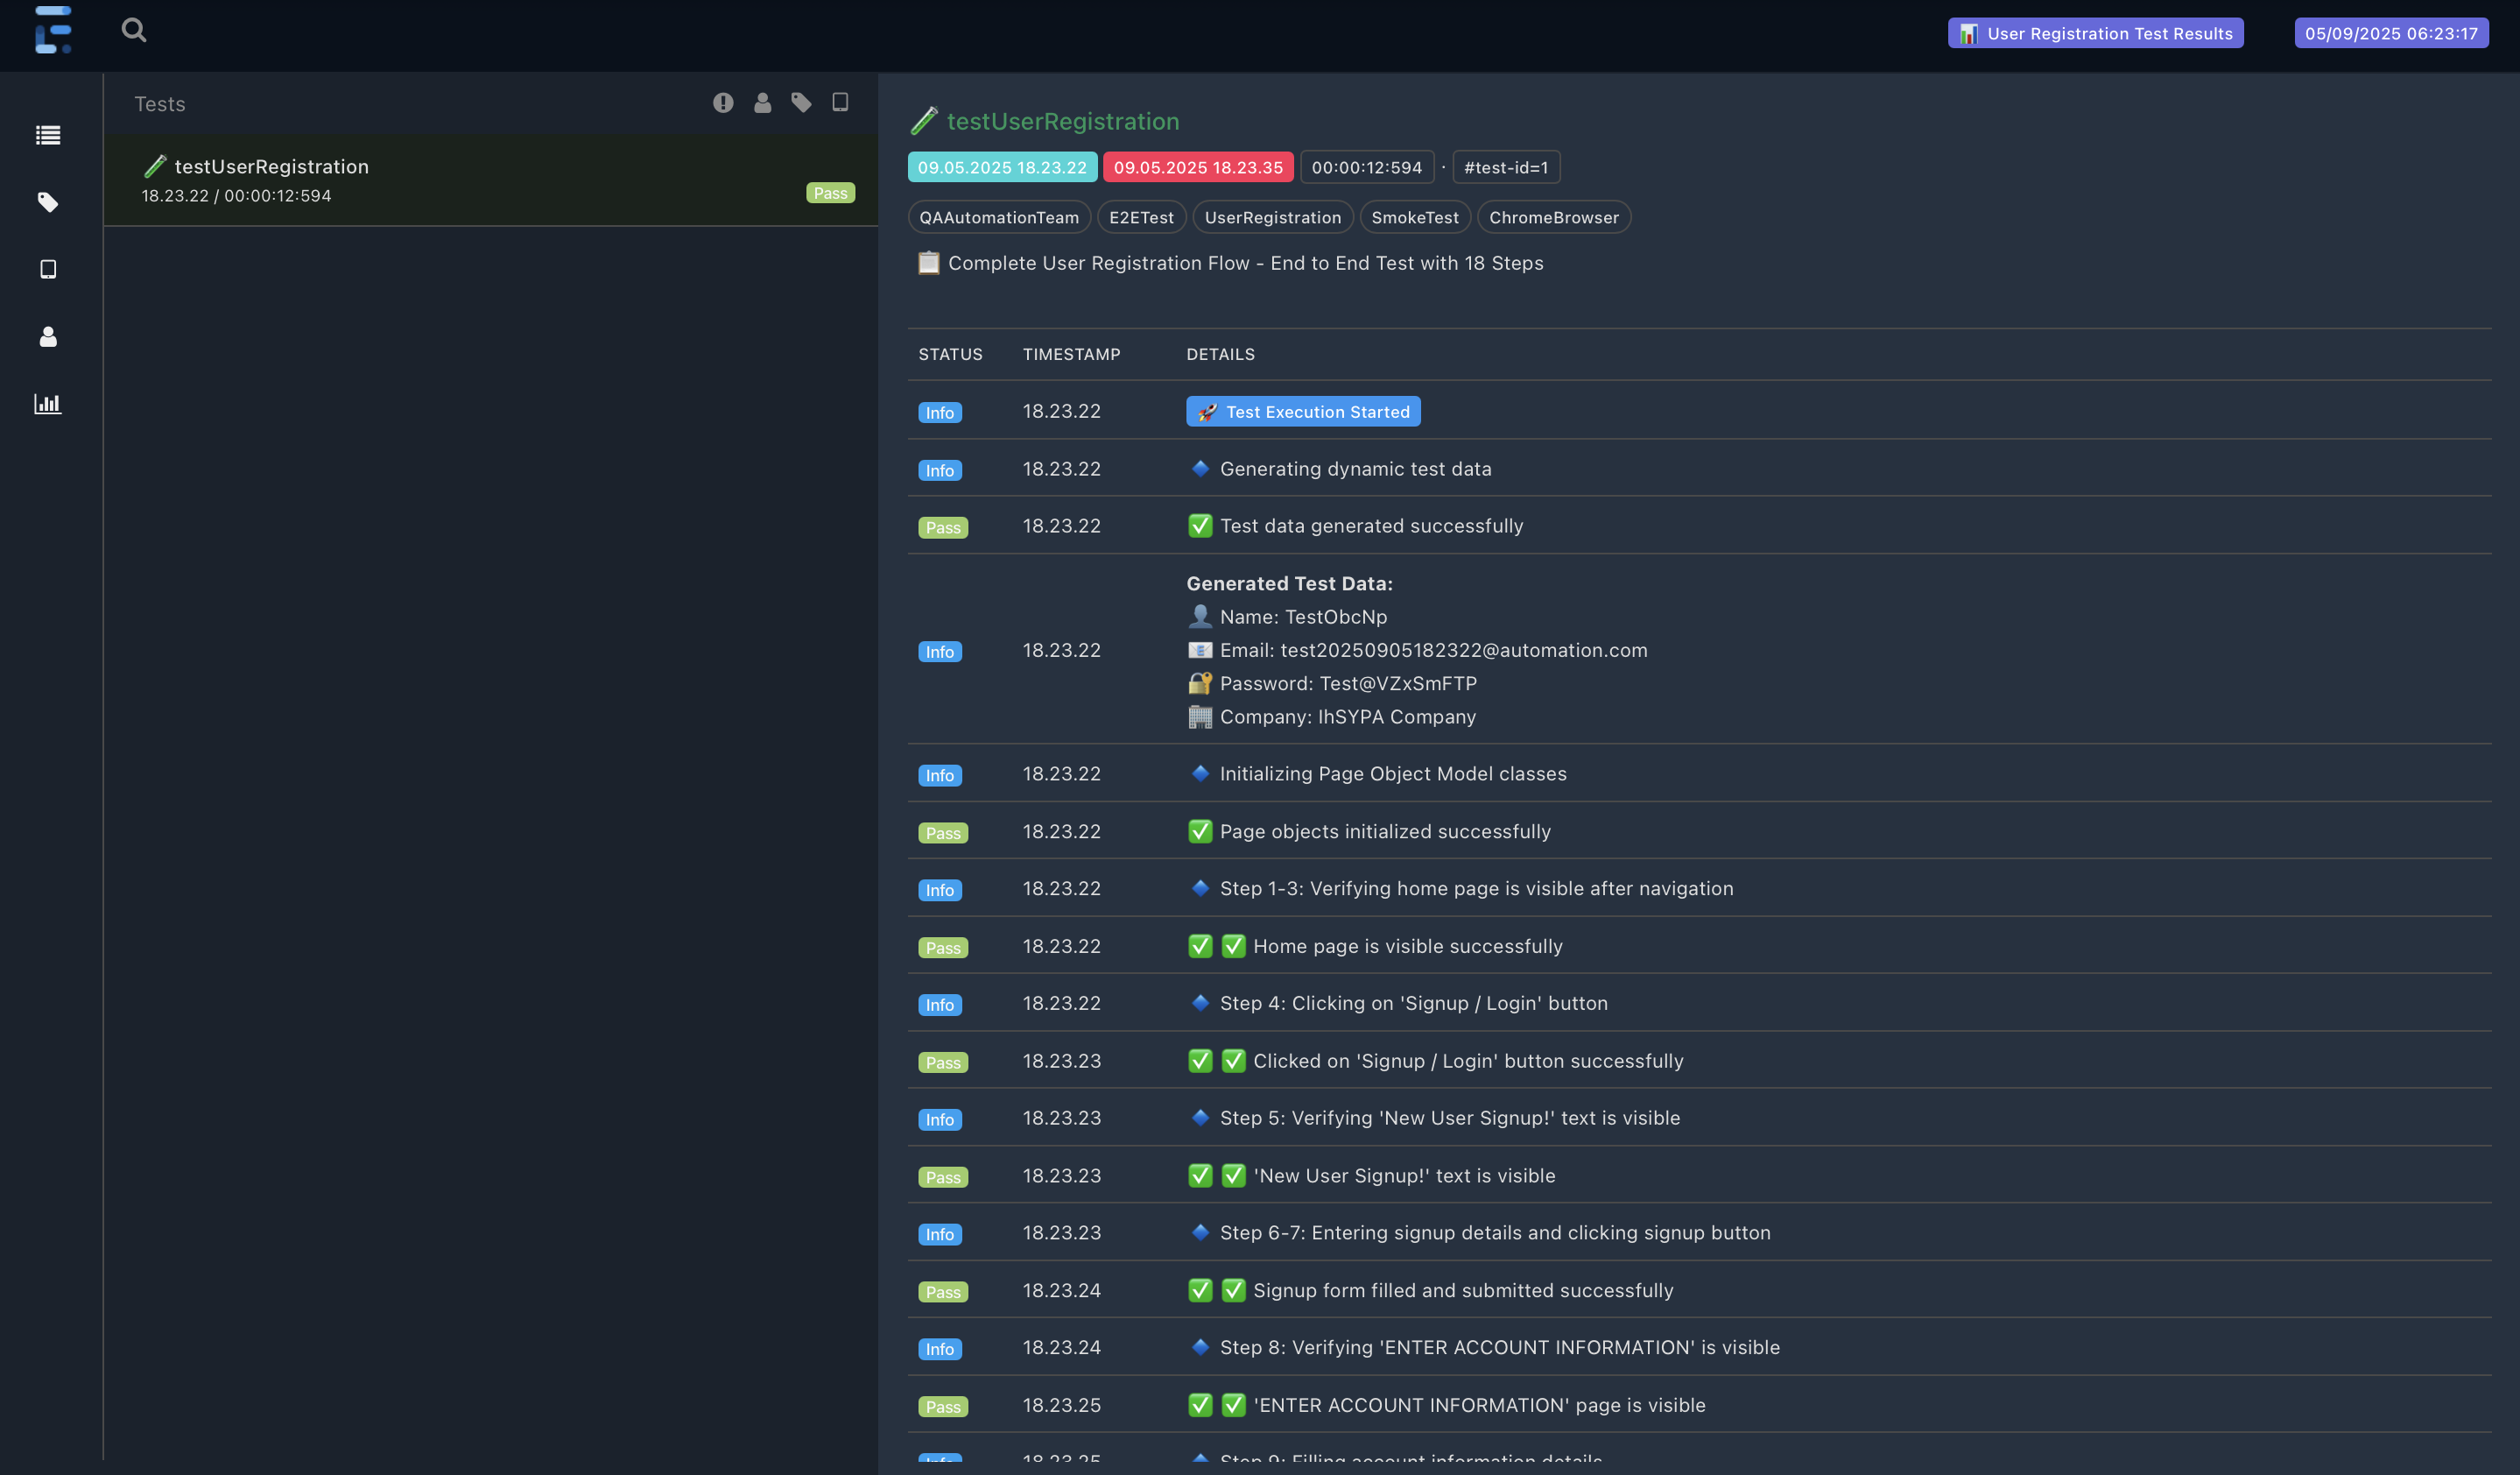 User Registration Test Results
05/09/2025 06:23:17
Tests
testUserRegistration
18.23.22 / 00:00:12:594
Pass
testUserRegistration
09.05.2025 18.23.22 09.05.2025 18.23.35 00:00:12:594 · #test-id=1
QAAutomationTeam E2ETest UserRegistration SmokeTest ChromeBrowser
Complete User Registration Flow - End to End Test with 18 Steps
STATUS TIMESTAMP DETAILS
Info 18.23.22 Test Execution Started
Info 18.23.22 Generating dynamic test data
Pass 18.23.22 Test data generated successfully
Generated Test Data:
Name: TestObcNp
Info 18.23.22 Email: test20250905182322@automation.com
Password: Test@VZxSmFTP
Company: IhSYPA Company
Info 18.23.22 Initializing Page Object Model classes
Pass 18.23.22 Page objects initialized successfully
Info 18.23.22 Step 1-3: Verifying home page is visible after navigation
Pass 18.23.22 Home page is visible successfully
Info 18.23.22 Step 4: Clicking on 'Signup / Login' button
Pass 18.23.23 Clicked on 'Signup / Login' button successfully
Info 18.23.23 Step 5: Verifying 'New User Signup!' text is visible
Pass 18.23.23 'New User Signup!' text is visible
Info 18.23.23 Step 6-7: Entering signup details and clicking signup button
Pass 18.23.24 Signup form filled and submitted successfully
Info 18.23.24 Step 8: Verifying 'ENTER ACCOUNT INFORMATION' is visible
Pass 18.23.25 'ENTER ACCOUNT INFORMATION' page is visible
Info 18.23.25 Step 9: Filling account information details